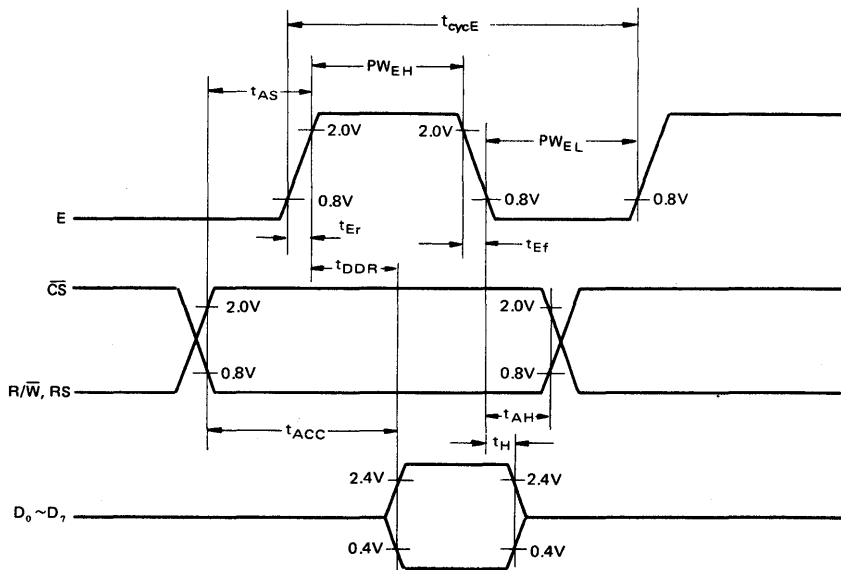 t_cycE
PW_EH
t_AS
2.0V 2.0V
PW_EL
0.8V 0.8V 0.8V
E
t_Er t_Ef
t_DDR
C̅S̅
2.0V 2.0V
0.8V 0.8V
R/W̅, RS
t_AH
t_ACC
t_H
2.4V 2.4V
D₀~D₇
0.4V 0.4V